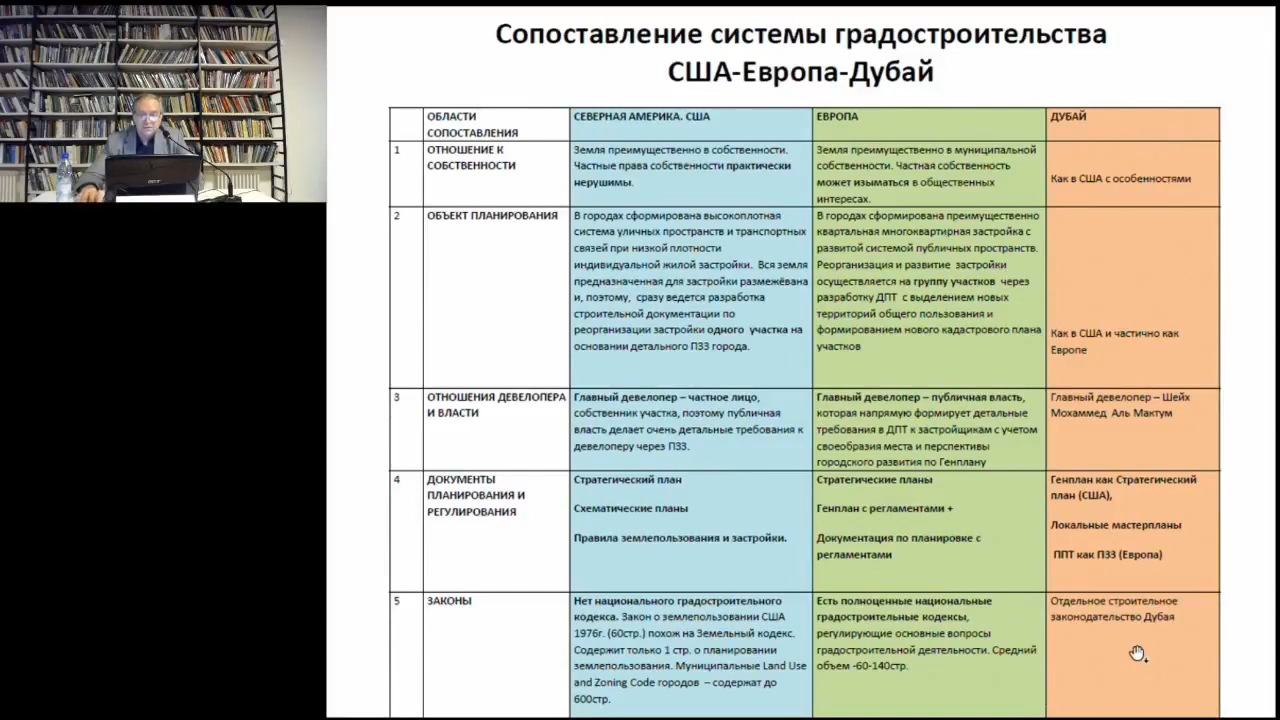 Сопоставление системы градостроительства
США-Европа-Дубай
ОБЛАСТИ
СОПОСТАВЛЕНИЯ
СЕВЕРНАЯ АМЕРИКА. США
ЕВРОПА
ДУБАЙ
1
ОТНОШЕНИЕ К
СОБСТВЕННОСТИ
Земля преимущественно в собственности.
Частные права собственности практически
нерушимы.
Земля преимущественно в муниципальной
собственности. Частная собственность
может изыматься в общественных
интересах.
Как в США с особенностями
2
ОБЪЕКТ ПЛАНИРОВАНИЯ
В городах сформирована высокоплотная
система уличных пространств и транспортных
связей при низкой плотности
индивидуальной жилой застройки. Вся земля
предназначенная для застройки размежёвана
и, поэтому, сразу ведется разработка
строительной документации по
реорганизации застройки одного участка на
основании детального ПЗЗ города.
В городах сформирована преимущественно
квартальная многоквартирная застройка с
развитой системой публичных пространств.
Реорганизация и развитие застройки
осуществляется на группу участков через
разработку ДПТ с выделением новых
территорий общего пользования и
формированием нового кадастрового плана
участков
Как в США и частично как
Европе
3
ОТНОШЕНИЯ ДЕВЕЛОПЕРА
И ВЛАСТИ
Главный девелопер – частное лицо,
собственник участка, поэтому публичная
власть делает очень детальные требования к
девелоперу через ПЗЗ.
Главный девелопер – публичная власть,
которая напрямую формирует детальные
требования в ДПТ к застройщикам с учетом
своеобразия места и перспективы
городского развития по Генплану
Главный девелопер – Шейх
Мохаммед Аль Мактум
4
ДОКУМЕНТЫ
ПЛАНИРОВАНИЯ И
РЕГУЛИРОВАНИЯ
Стратегический план
Схематические планы
Правила землепользования и застройки.
Стратегические планы
Генплан с регламентами +
Документация по планировке с
регламентами
Генплан как Стратегический
план (США),
Локальные мастерпланы
ППТ как ПЗЗ (Европа)
5
ЗАКОНЫ
Нет национального градостроительного
кодекса. Закон о землепользовании США
1976г. (60стр.) похож на Земельный кодекс.
Содержит только 1 стр. о планировании
землепользования. Муниципальные Land Use
and Zoning Code городов – содержат до
600стр.
Есть полноценные национальные
градостроительные кодексы,
регулирующие основные вопросы
градостроительной деятельности. Средний
объем -60-140стр.
Отдельное строительное
законодательство Дубая